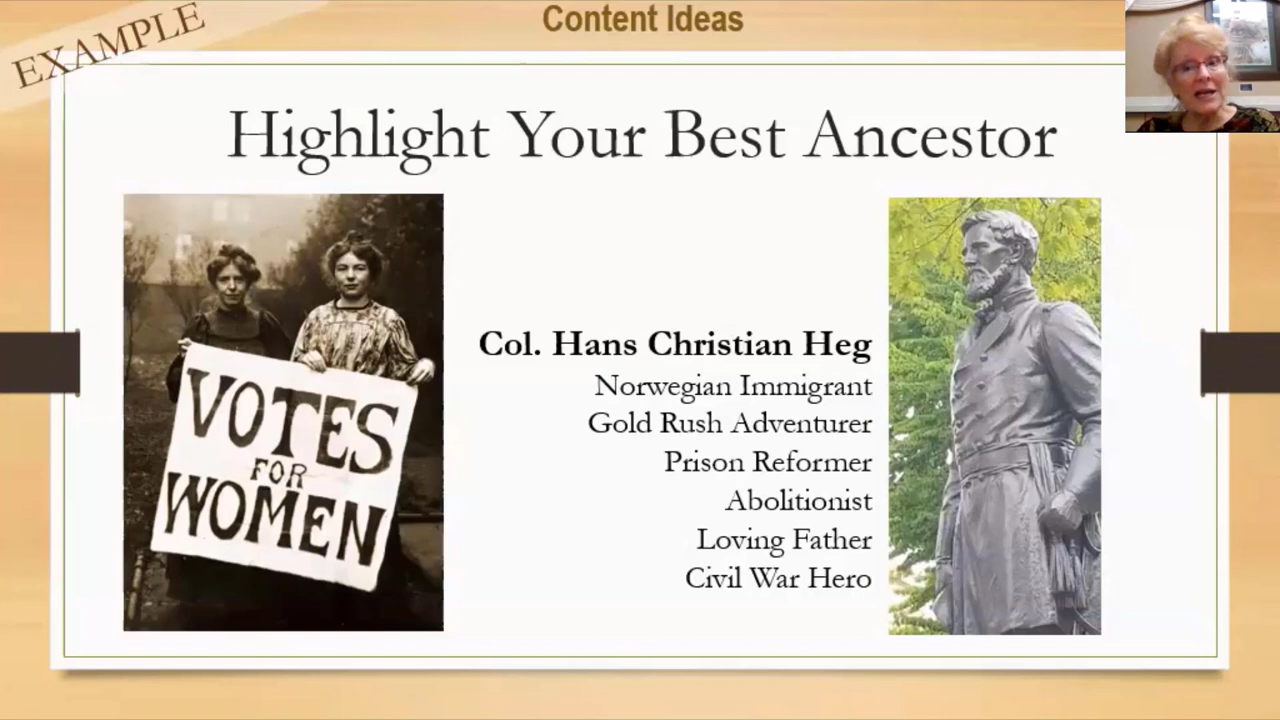 Content Ideas
EXAMPLE
Highlight Your Best Ancestor
VOTES
FOR
WOMEN
Col. Hans Christian Heg
Norwegian Immigrant
Gold Rush Adventurer
Prison Reformer
Abolitionist
Loving Father
Civil War Hero